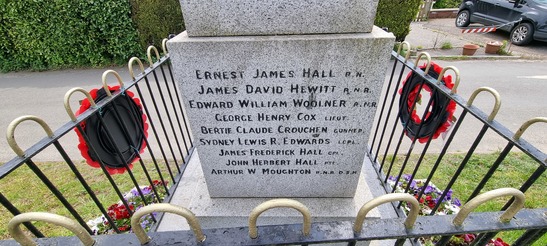 ERNEST JAMES HALL R.N.
JAMES DAVID HEWITT R.N.R.
EDWARD WILLIAM WOOLNER R.N.R.
GEORGE HENRY COX LIEUT.
BERTIE CLAUDE CROUCHEN GUNNER.
SYDNEY LEWIS R. EDWARDS L.CPL.
JAMES FREDERICK HALL CPL.
JOHN HERBERT HALL PTE.
ARTHUR W MOUGHTON